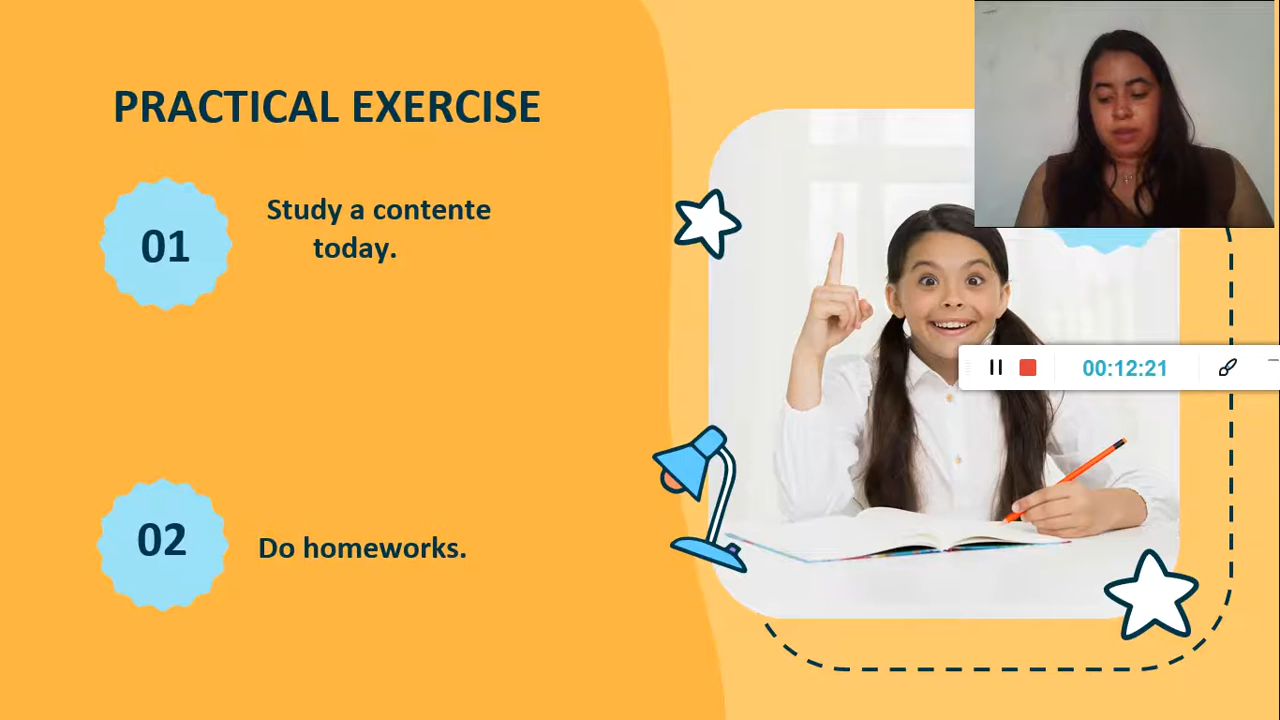 PRACTICAL EXERCISE
01
Study a contente
today.
00:12:21
02
Do homeworks.